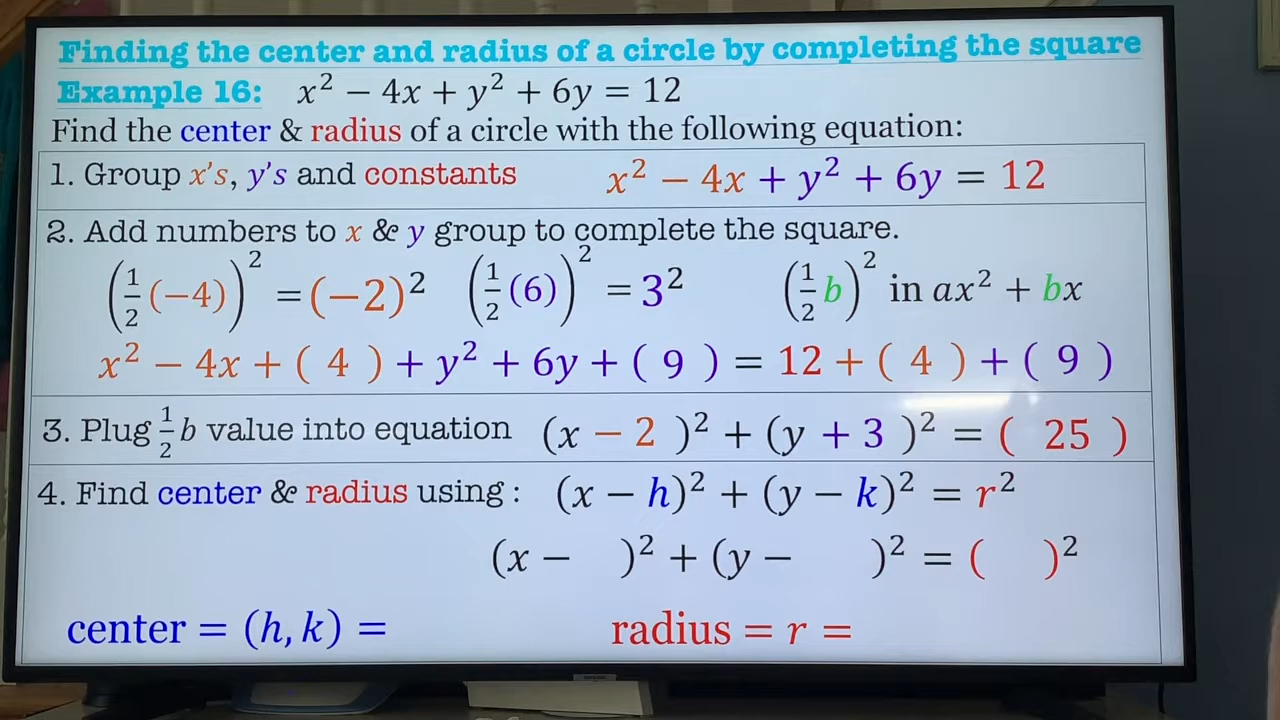 Finding the center and radius of a circle by completing the square
Example 16: x² − 4x + y² + 6y = 12
Find the center & radius of a circle with the following equation:
1. Group x's, y's and constants x² − 4x + y² + 6y = 12
2. Add numbers to x & y group to complete the square.
(1/2(−4))² = (−2)² (1/2(6))² = 3² (1/2 b)² in ax² + bx
x² − 4x + ( 4 ) + y² + 6y + ( 9 ) = 12 + ( 4 ) + ( 9 )
3. Plug 1/2 b value into equation (x − 2 )² + (y + 3 )² = ( 25 )
4. Find center & radius using : (x − h)² + (y − k)² = r²
(x − )² + (y − )² = ( )²
center = (h, k) = radius = r =